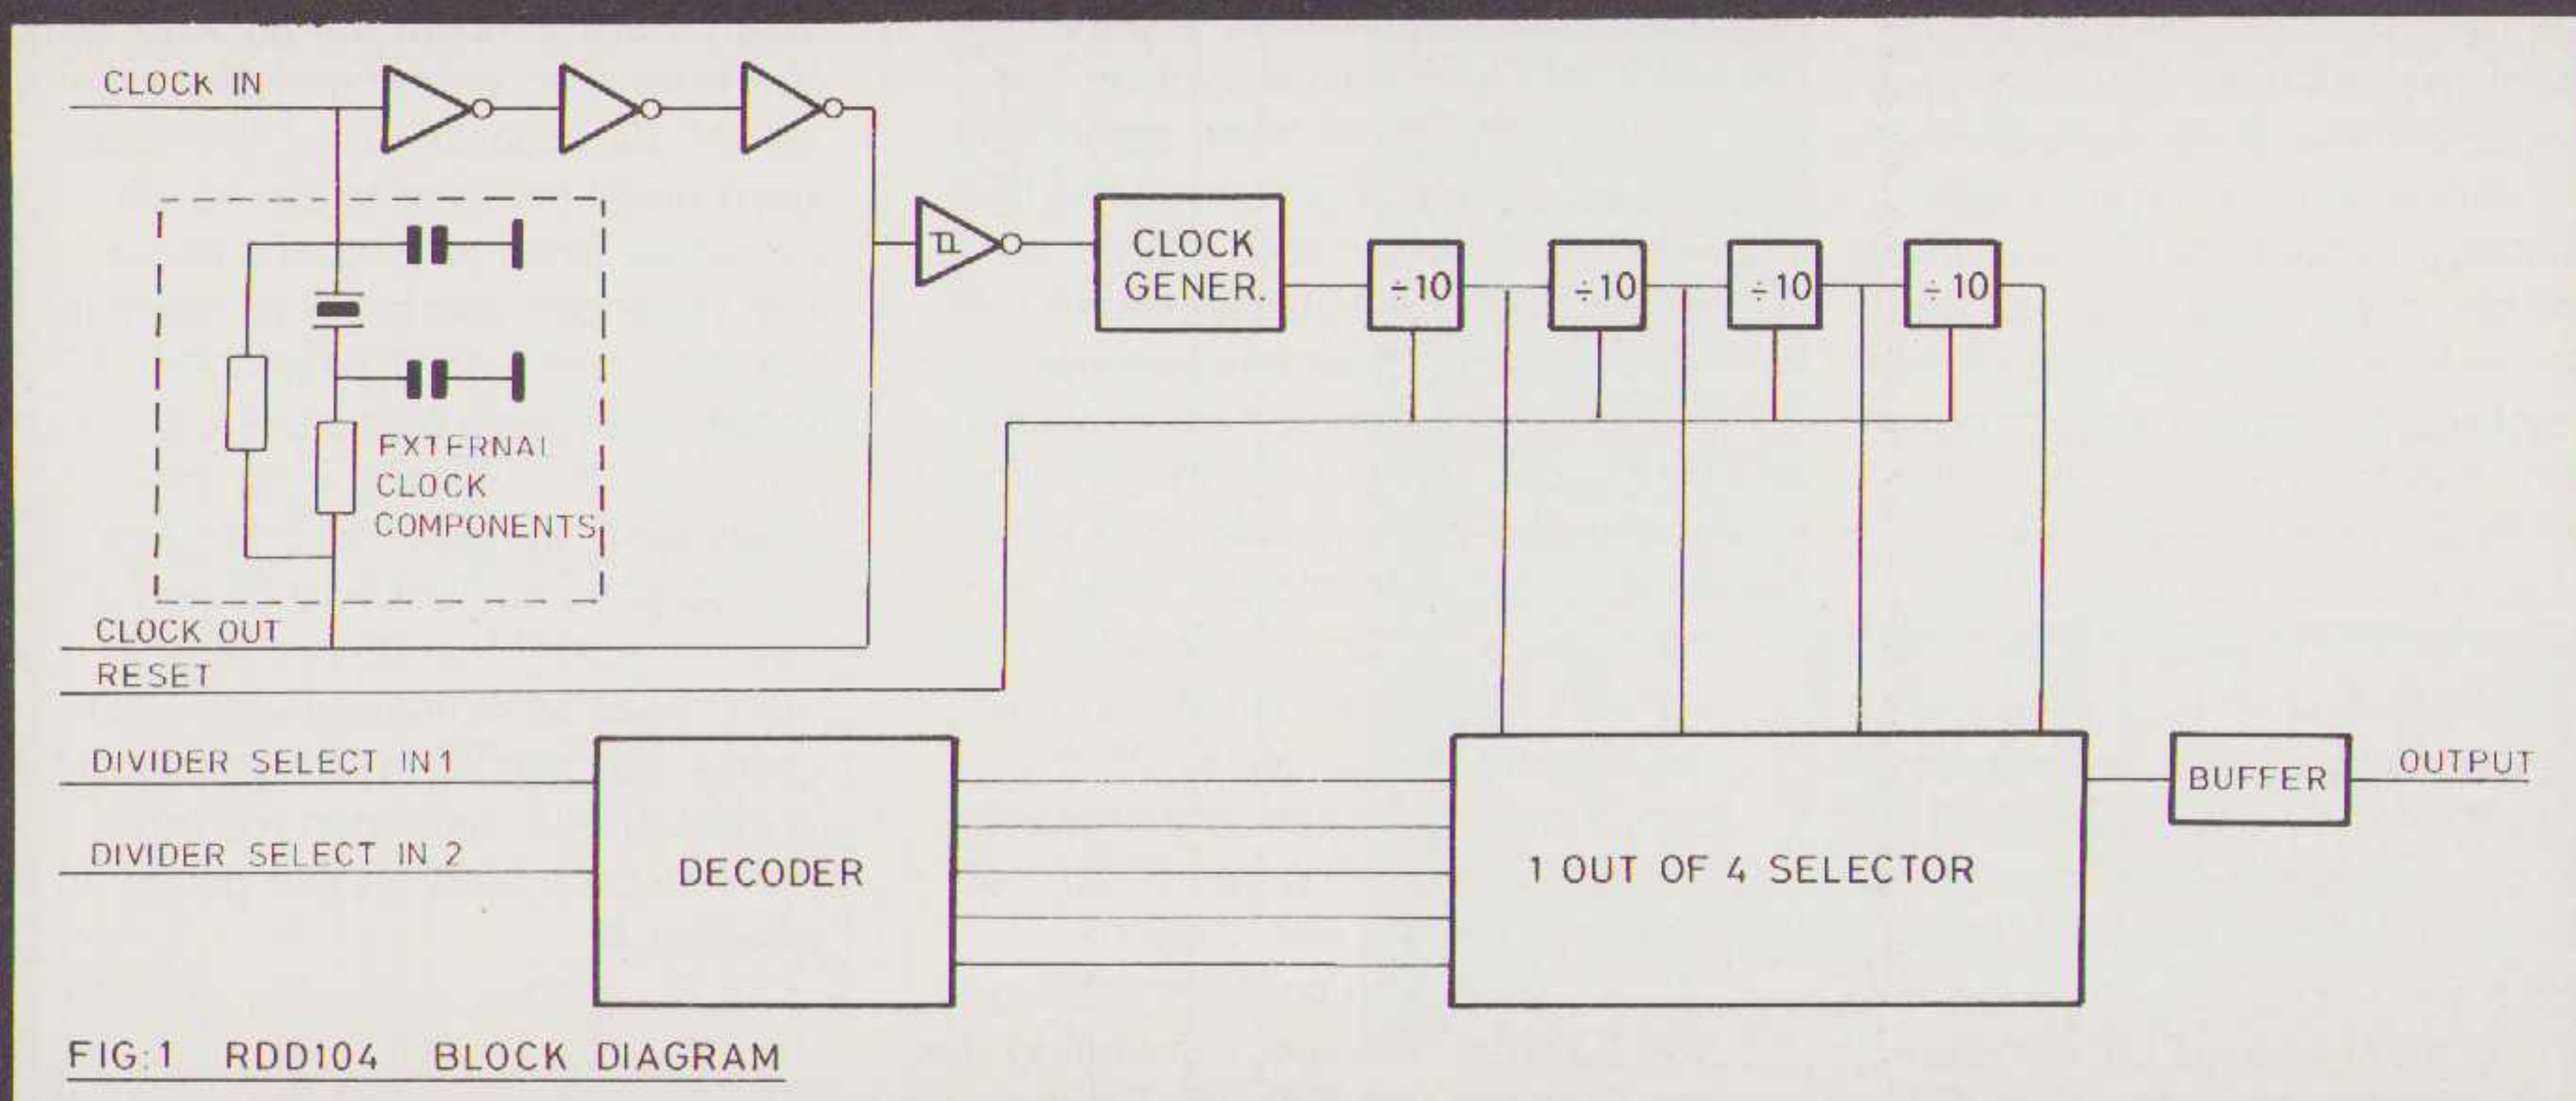 CLOCK IN
EXTERNAL
CLOCK
COMPONENTS
CLOCK
GENER.
÷10
÷10
÷10
÷10
CLOCK OUT
RESET
DIVIDER SELECT IN 1
DIVIDER SELECT IN 2
DECODER
1 OUT OF 4 SELECTOR
BUFFER
OUTPUT
FIG:1 RDD104 BLOCK DIAGRAM